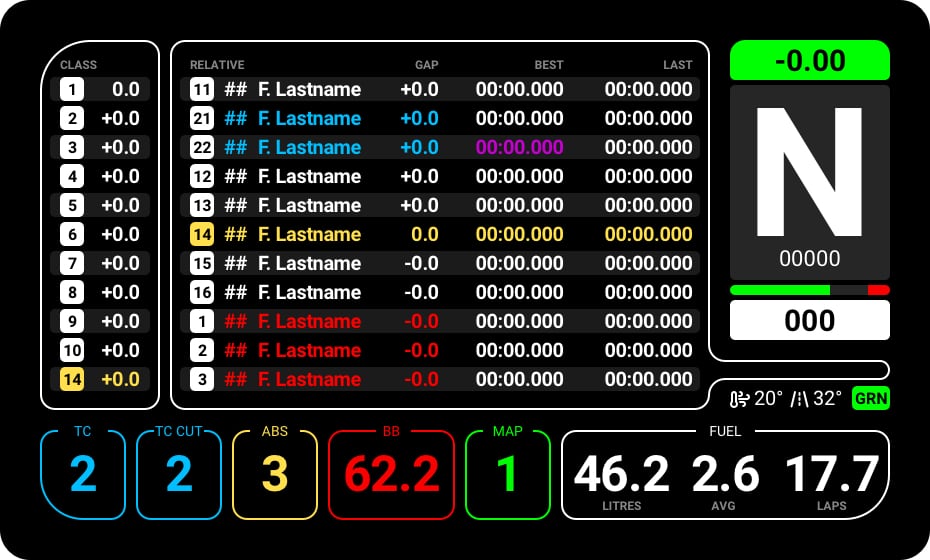 CLASS
1 0.0
2 +0.0
3 +0.0
4 +0.0
5 +0.0
6 +0.0
7 +0.0
8 +0.0
9 +0.0
10 +0.0
14 +0.0
RELATIVE GAP BEST LAST
11 ## F. Lastname +0.0 00:00.000 00:00.000
21 ## F. Lastname +0.0 00:00.000 00:00.000
22 ## F. Lastname +0.0 00:00.000 00:00.000
12 ## F. Lastname +0.0 00:00.000 00:00.000
13 ## F. Lastname +0.0 00:00.000 00:00.000
14 ## F. Lastname 0.0 00:00.000 00:00.000
15 ## F. Lastname -0.0 00:00.000 00:00.000
16 ## F. Lastname -0.0 00:00.000 00:00.000
1 ## F. Lastname -0.0 00:00.000 00:00.000
2 ## F. Lastname -0.0 00:00.000 00:00.000
3 ## F. Lastname -0.0 00:00.000 00:00.000
-0.00
N
00000
000
20° 32° GRN
TC
2
TC CUT
2
ABS
3
BB
62.2
MAP
1
FUEL
46.2 2.6 17.7
LITRES AVG LAPS